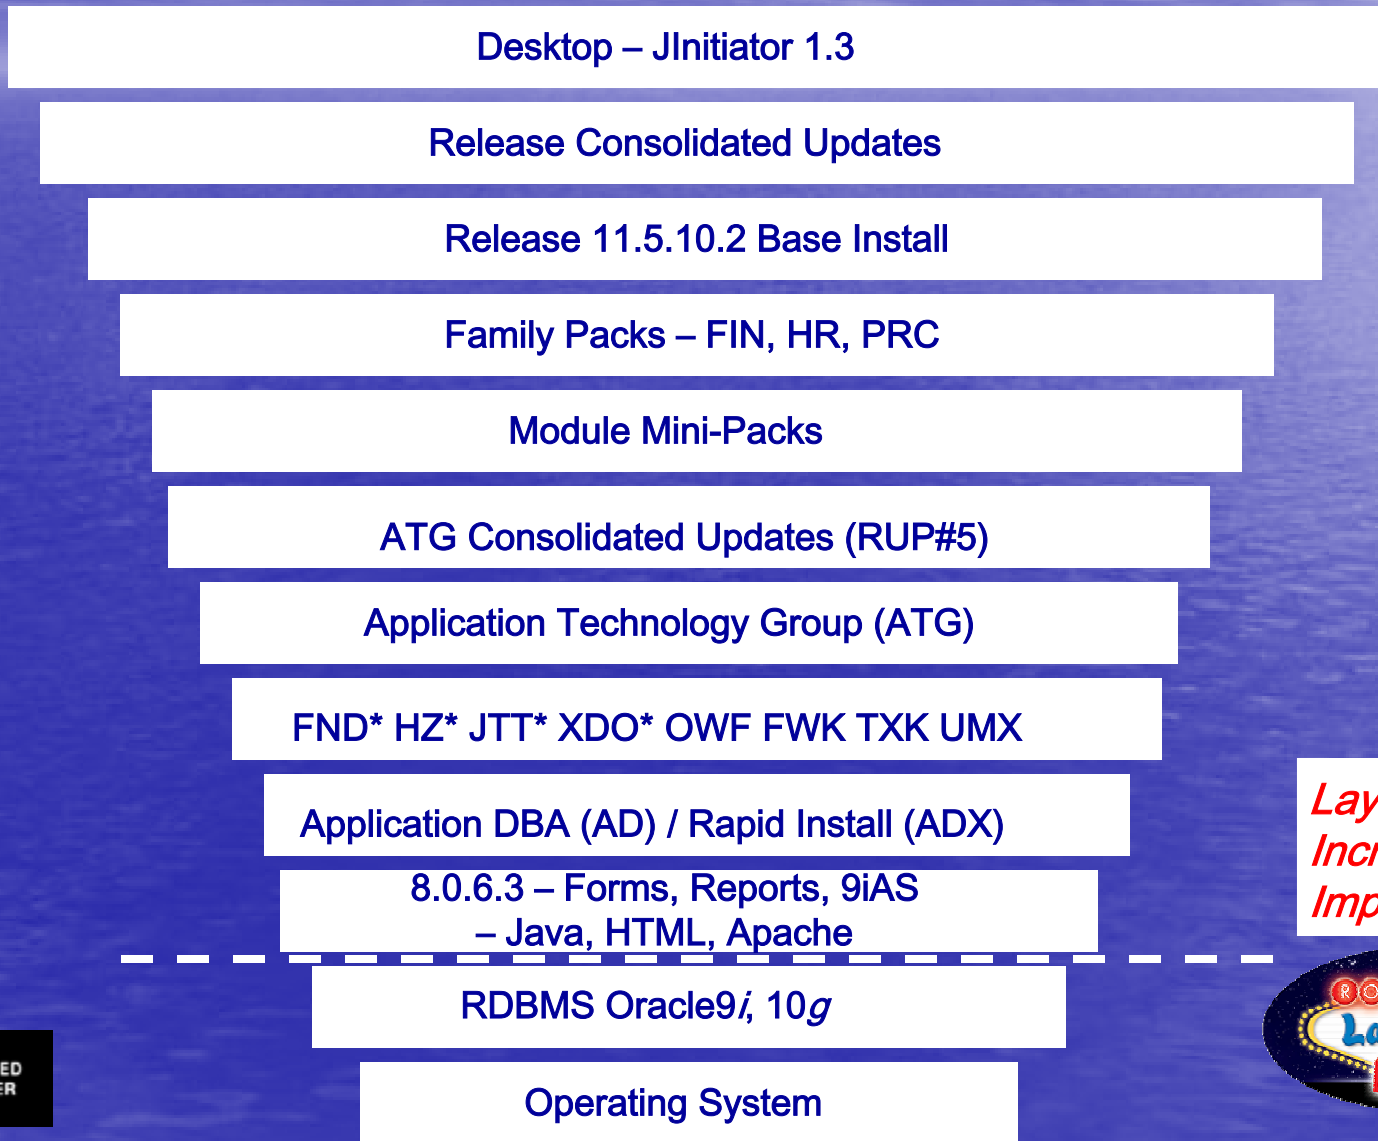 Desktop – JInitiator 1.3
Release Consolidated Updates
Release 11.5.10.2 Base Install
Family Packs – FIN, HR, PRC
Module Mini-Packs
ATG Consolidated Updates (RUP#5)
Application Technology Group (ATG)
FND* HZ* JTT* XDO* OWF FWK TXK UMX
Application DBA (AD) / Rapid Install (ADX)
8.0.6.3 – Forms, Reports, 9iAS
– Java, HTML, Apache
RDBMS Oracle9i, 10g
Operating System